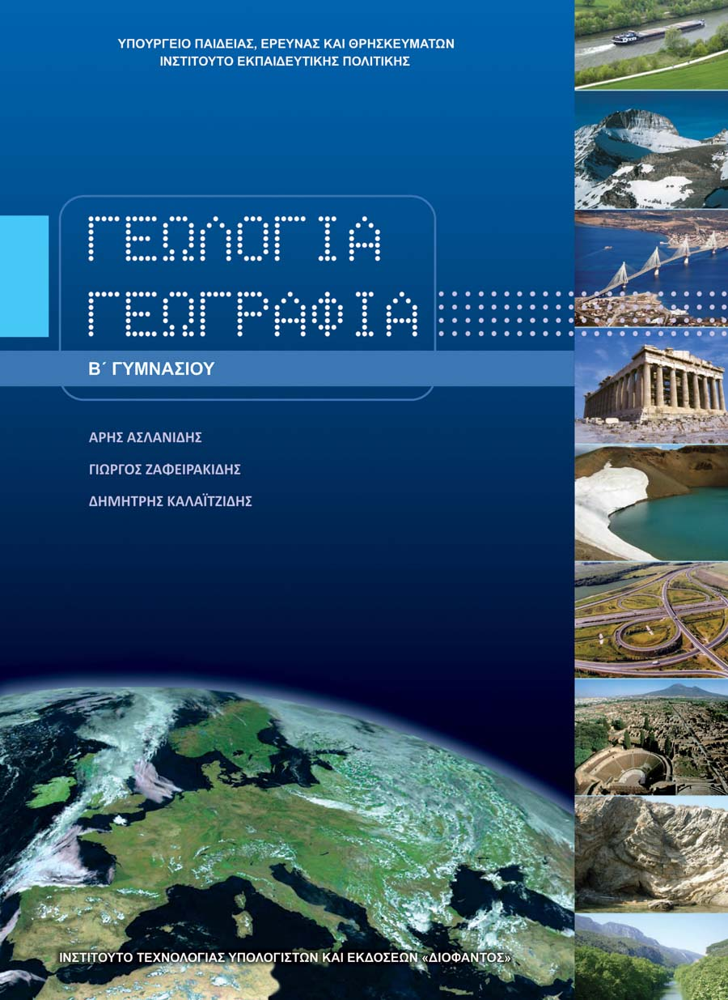 ΥΠΟΥΡΓΕΙΟ ΠΑΙΔΕΙΑΣ, ΕΡΕΥΝΑΣ ΚΑΙ ΘΡΗΣΚΕΥΜΑΤΩΝ
ΙΝΣΤΙΤΟΥΤΟ ΕΚΠΑΙΔΕΥΤΙΚΗΣ ΠΟΛΙΤΙΚΗΣ
ΓΕΩΛΟΓΙΑ
ΓΕΩΓΡΑΦΙΑ
Β΄ ΓΥΜΝΑΣΙΟΥ
ΑΡΗΣ ΑΣΛΑΝΙΔΗΣ
ΓΙΩΡΓΟΣ ΖΑΦΕΙΡΑΚΙΔΗΣ
ΔΗΜΗΤΡΗΣ ΚΑΛΑΪΤΖΙΔΗΣ
ΙΝΣΤΙΤΟΥΤΟ ΤΕΧΝΟΛΟΓΙΑΣ ΥΠΟΛΟΓΙΣΤΩΝ ΚΑΙ ΕΚΔΟΣΕΩΝ «ΔΙΟΦΑΝΤΟΣ»